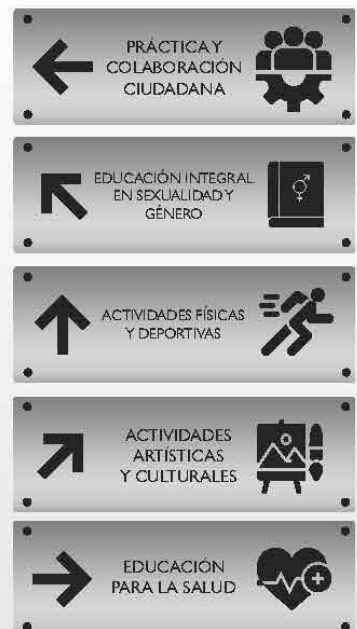 PRÁCTICA Y
COLABORACIÓN
CIUDADANA
EDUCACIÓN INTEGRAL
EN SEXUALIDAD Y
GÉNERO
ACTIVIDADES FÍSICAS
Y DEPORTIVAS
ACTIVIDADES
ARTÍSTICAS
Y CULTURALES
EDUCACIÓN
PARA LA SALUD